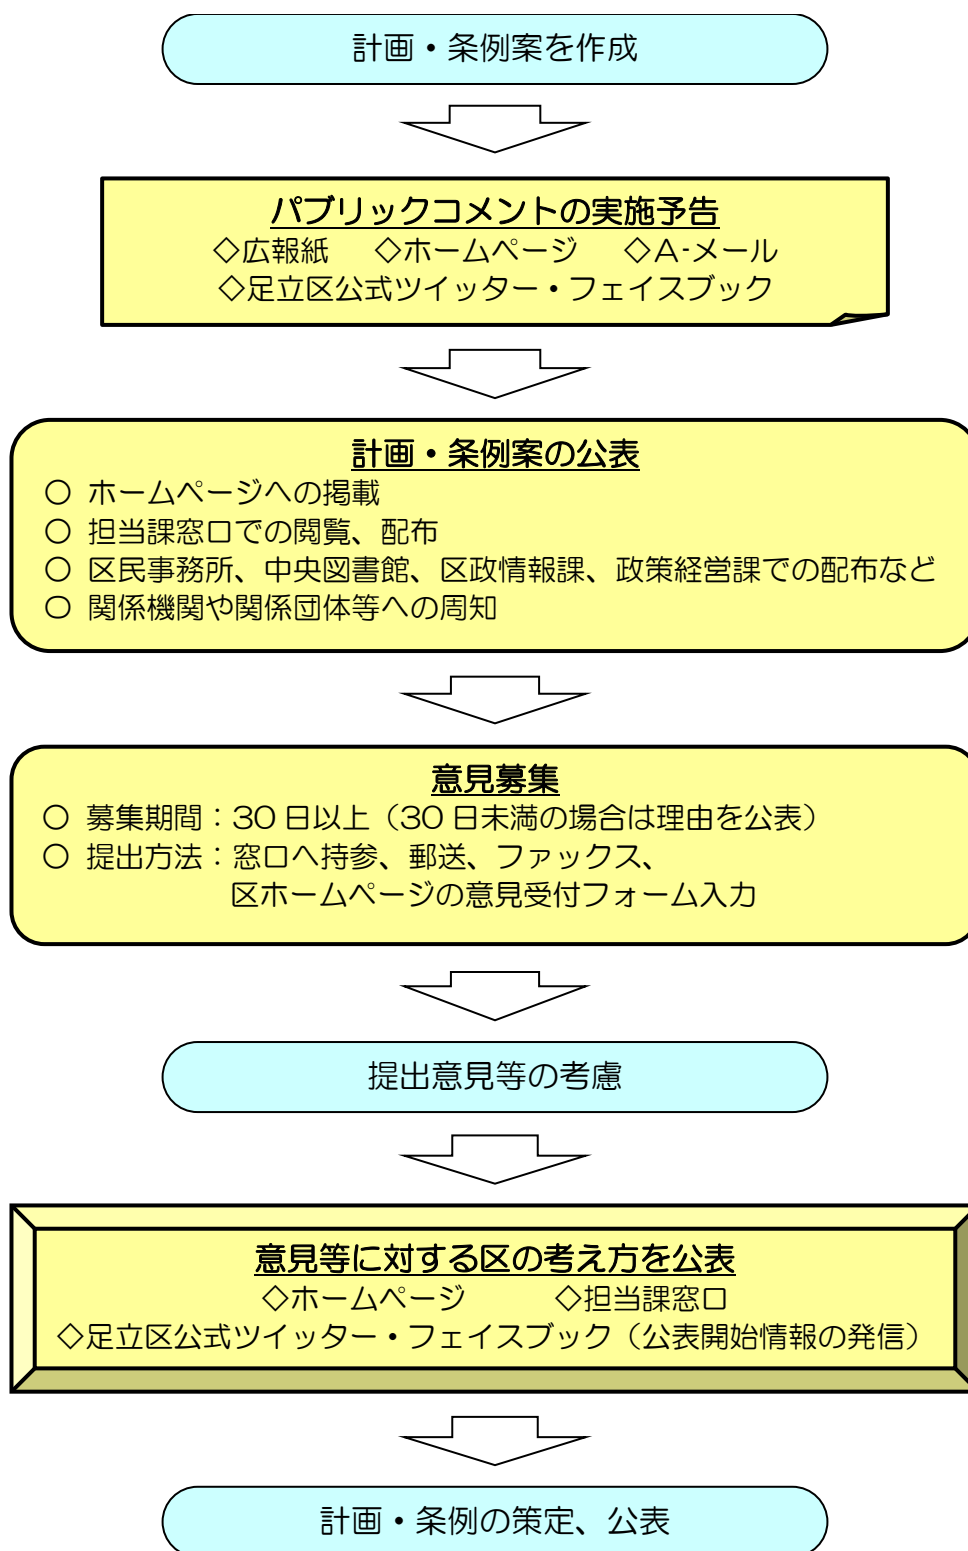 計画・条例案を作成
パブリックコメントの実施予告
◇広報紙　◇ホームページ　◇A-メール
◇足立区公式ツイッター・フェイスブック
計画・条例案の公表
○ ホームページへの掲載
○ 担当課窓口での閲覧、配布
○ 区民事務所、中央図書館、区政情報課、政策経営課での配布など
○ 関係機関や関係団体等への周知
意見募集
○ 募集期間：30日以上（30日未満の場合は理由を公表）
○ 提出方法：窓口へ持参、郵送、ファックス、
区ホームページの意見受付フォーム入力
提出意見等の考慮
意見等に対する区の考え方を公表
◇ホームページ　◇担当課窓口
◇足立区公式ツイッター・フェイスブック（公表開始情報の発信）
計画・条例の策定、公表